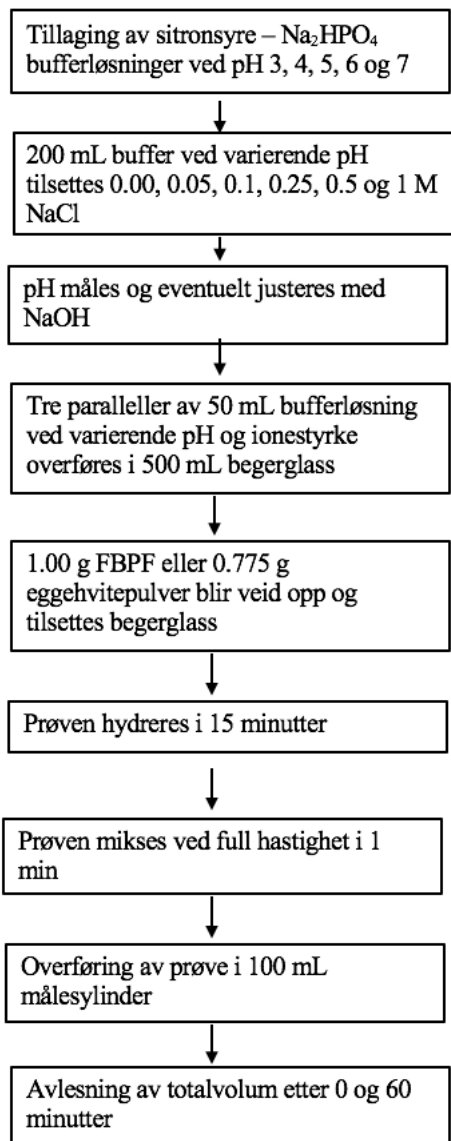 Tillaging av sitronsyre – Na₂HPO₄
bufferløsninger ved pH 3, 4, 5, 6 og 7
200 mL buffer ved varierende pH
tilsettes 0.00, 0.05, 0.1, 0.25, 0.5 og 1 M
NaCl
pH måles og eventuelt justeres med
NaOH
Tre paralleller av 50 mL bufferløsning
ved varierende pH og ionestyrke
overføres i 500 mL begerglass
1.00 g FBPF eller 0.775 g
eggehvitepulver blir veid opp og
tilsettes begerglass
Prøven hydreres i 15 minutter
Prøven mikses ved full hastighet i 1
min
Overføring av prøve i 100 mL
målesylinder
Avlesning av totalvolum etter 0 og 60
minutter